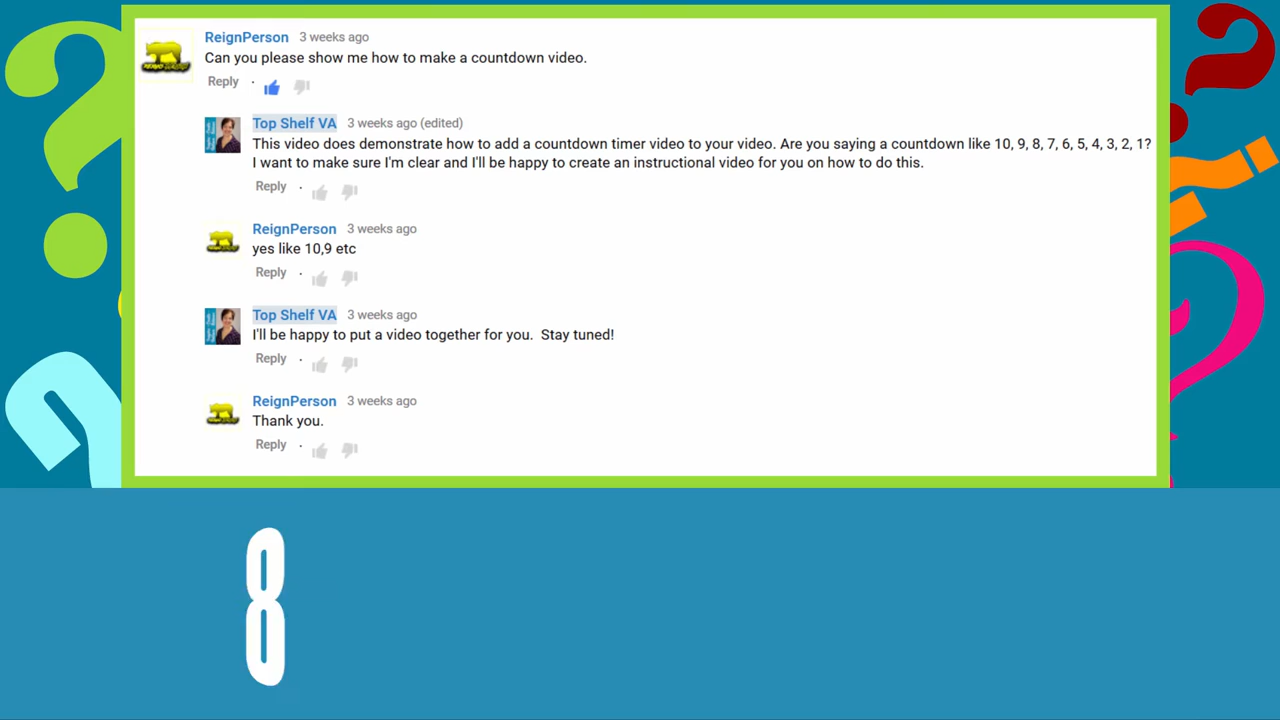 ReignPerson 3 weeks ago
Can you please show me how to make a countdown video.
Reply ·
Top Shelf VA 3 weeks ago (edited)
This video does demonstrate how to add a countdown timer video to your video. Are you saying a countdown like 10, 9, 8, 7, 6, 5, 4, 3, 2, 1?
I want to make sure I'm clear and I'll be happy to create an instructional video for you on how to do this.
Reply ·
ReignPerson 3 weeks ago
yes like 10,9 etc
Reply ·
Top Shelf VA 3 weeks ago
I'll be happy to put a video together for you.  Stay tuned!
Reply ·
ReignPerson 3 weeks ago
Thank you.
Reply ·
8